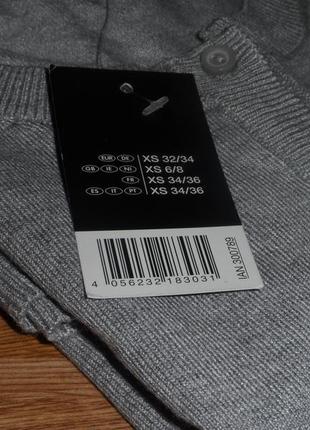 EUR DE XS 32/34
GB IE NI XS 6/8
FR XS 34/36
ES IT PT XS 34/36
4 056232 183031
IAN 300789